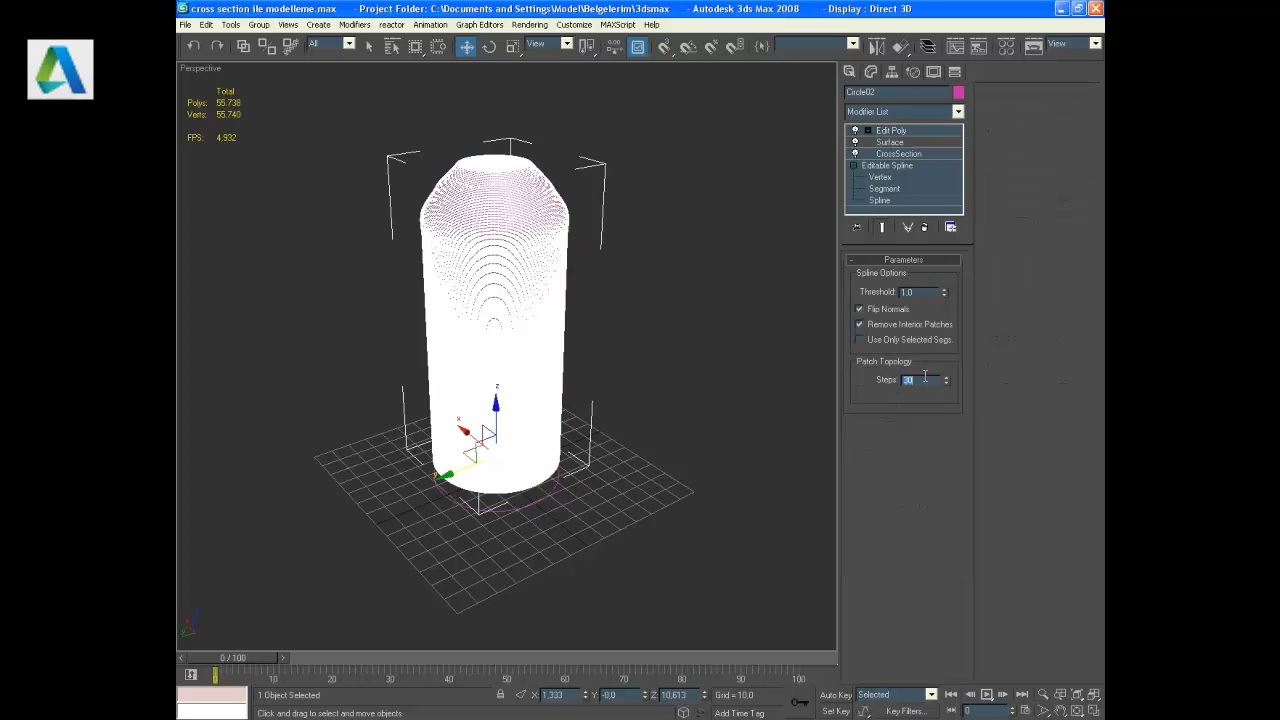 cross section ile modelleme.max - Project Folder: C:\Documents and Settings\Model\Belgelerim\3dsmax - Autodesk 3ds Max 2008 - Display : Direct 3D
File Edit Tools Group Views Create Modifiers reactor Animation Graph Editors Rendering Customize MAXScript Help
All View View
Perspective
Total
Polys: 55.738
Verts: 55.740
FPS: 4,932
Circle02
Modifier List
Edit Poly
Surface
CrossSection
Editable Spline
Vertex
Segment
Spline
- Parameters
Spline Options
Threshold: 1,0
Flip Normals
Remove Interior Patches
Use Only Selected Segs.
Patch Topology
Steps: 30
z
x
0 / 100
10 20 30 40 50 60 70 80 90 100
1 Object Selected X: 1,333 Y: -0,0 Z: 10,613 Grid = 10,0 Auto Key Selected
Click and drag to select and move objects Add Time Tag Set Key Key Filters... 0